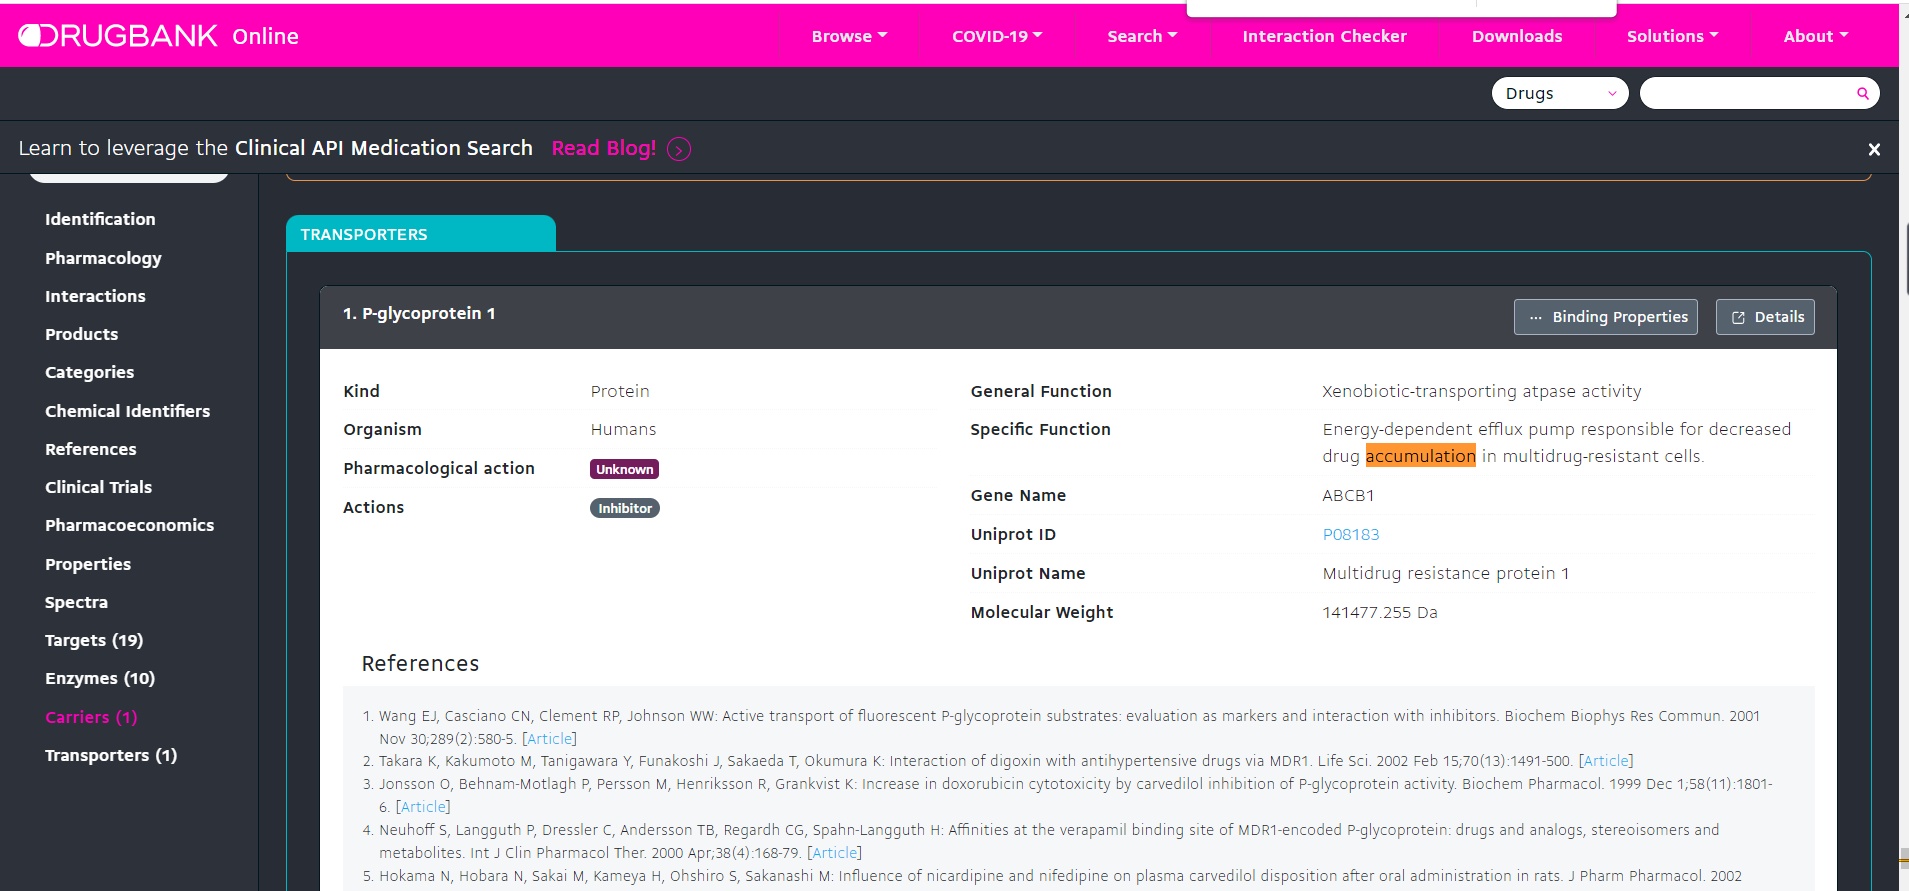 DRUGBANK Online
Browse COVID-19 Search Interaction Checker Downloads Solutions About
Drugs
Learn to leverage the Clinical API Medication Search Read Blog!
Identification
Pharmacology
Interactions
Products
Categories
Chemical Identifiers
References
Clinical Trials
Pharmacoeconomics
Properties
Spectra
Targets (19)
Enzymes (10)
Carriers (1)
Transporters (1)
TRANSPORTERS
1. P-glycoprotein 1
... Binding Properties
Details
Kind Protein
Organism Humans
Pharmacological action Unknown
Actions Inhibitor
General Function Xenobiotic-transporting atpase activity
Specific Function Energy-dependent efflux pump responsible for decreased
drug accumulation in multidrug-resistant cells.
Gene Name ABCB1
Uniprot ID P08183
Uniprot Name Multidrug resistance protein 1
Molecular Weight 141477.255 Da
References
1. Wang EJ, Casciano CN, Clement RP, Johnson WW: Active transport of fluorescent P-glycoprotein substrates: evaluation as markers and interaction with inhibitors. Biochem Biophys Res Commun. 2001
Nov 30;289(2):580-5. [Article]
2. Takara K, Kakumoto M, Tanigawara Y, Funakoshi J, Sakaeda T, Okumura K: Interaction of digoxin with antihypertensive drugs via MDR1. Life Sci. 2002 Feb 15;70(13):1491-500. [Article]
3. Jonsson O, Behnam-Motlagh P, Persson M, Henriksson R, Grankvist K: Increase in doxorubicin cytotoxicity by carvedilol inhibition of P-glycoprotein activity. Biochem Pharmacol. 1999 Dec 1;58(11):1801-
6. [Article]
4. Neuhoff S, Langguth P, Dressler C, Andersson TB, Regardh CG, Spahn-Langguth H: Affinities at the verapamil binding site of MDR1-encoded P-glycoprotein: drugs and analogs, stereoisomers and
metabolites. Int J Clin Pharmacol Ther. 2000 Apr;38(4):168-79. [Article]
5. Hokama N, Hobara N, Sakai M, Kameya H, Ohshiro S, Sakanashi M: Influence of nicardipine and nifedipine on plasma carvedilol disposition after oral administration in rats. J Pharm Pharmacol. 2002